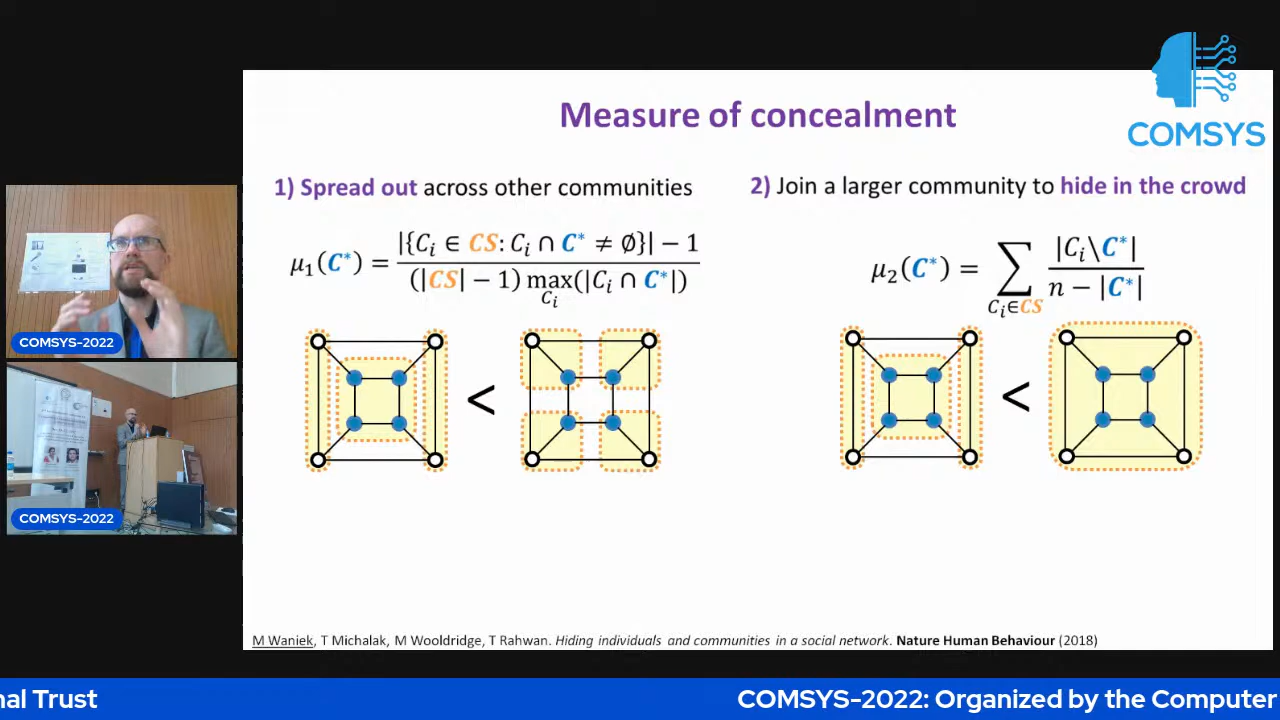 COMSYS
Measure of concealment
1) Spread out across other communities
μ₁(C*) = |{Cᵢ ∈ CS: Cᵢ ∩ C* ≠ ∅}| − 1 / (|CS| − 1) max_{Cᵢ}(|Cᵢ ∩ C*|)
<
2) Join a larger community to hide in the crowd
μ₂(C*) = ∑_{Cᵢ∈CS} |Cᵢ\C*| / n − |C*|
<
COMSYS-2022
COMSYS-2022
M Waniek, T Michalak, M Wooldridge, T Rahwan. Hiding individuals and communities in a social network. Nature Human Behaviour (2018)
nal Trust COMSYS-2022: Organized by the Computer